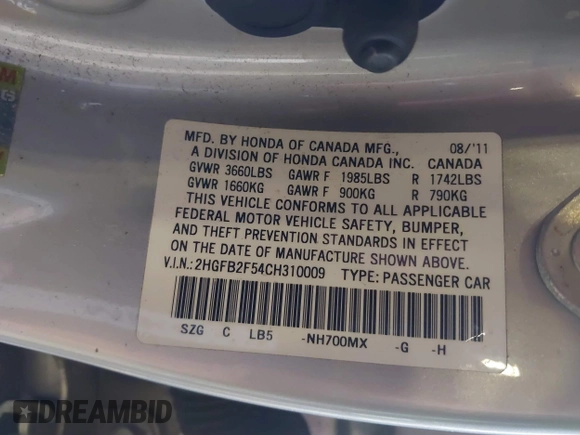 MFD. BY HONDA OF CANADA MFG., 08/'11
A DIVISION OF HONDA CANADA INC. CANADA
GVWR 3660LBS GAWR F 1985LBS R 1742LBS
GVWR 1660KG GAWR F 900KG R 790KG
THIS VEHICLE CONFORMS TO ALL APPLICABLE
FEDERAL MOTOR VEHICLE SAFETY, BUMPER,
AND THEFT PREVENTION STANDARDS IN EFFECT
ON THE DATE OF MANUFACTURE SHOWN ABOVE.
V.I.N.: 2HGFB2F54CH310009 TYPE: PASSENGER CAR
SZG C LB5 -NH700MX -G -H
DREAMBID